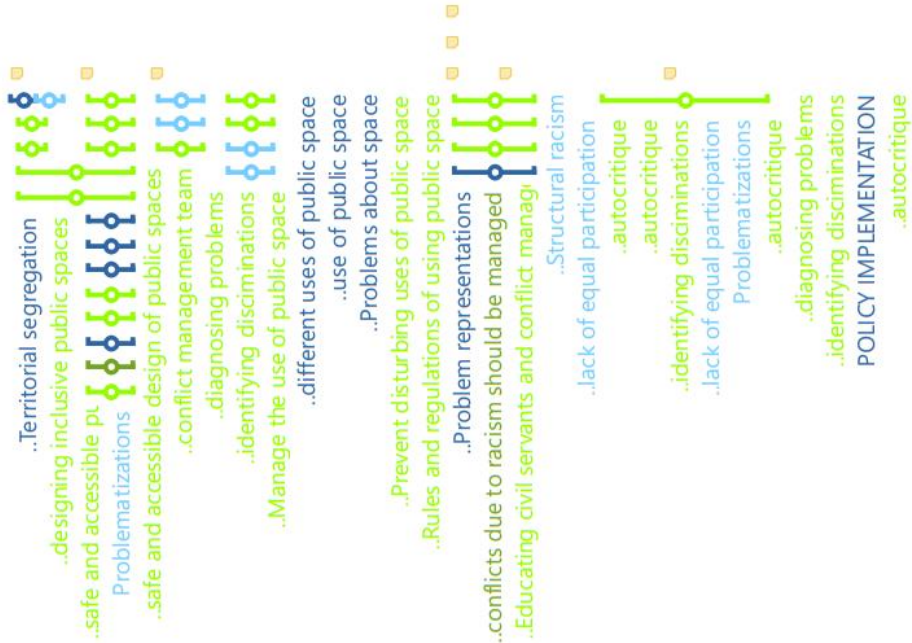 ..Territorial segregation
..designing inclusive public spaces
..safe and accessible pu
Problematizations
..safe and accessible design of public spaces
..conflict management team
..diagnosing problems
..identifying discriminations
..Manage the use of public space
..different uses of public space
..use of public space
..Problems about space
..Prevent disturbing uses of public space
..Rules and regulations of using public space
..Problem representations
..conflicts due to racism should be managed
..Educating civil servants and conflict manag
..Structural racism
..lack of equal participation
..autocritique
..autocritique
..identifying discriminations
..lack of equal participation
Problematizations
..autocritique
..diagnosing problems
..identifying discriminations
POLICY IMPLEMENTATION
..autocritique